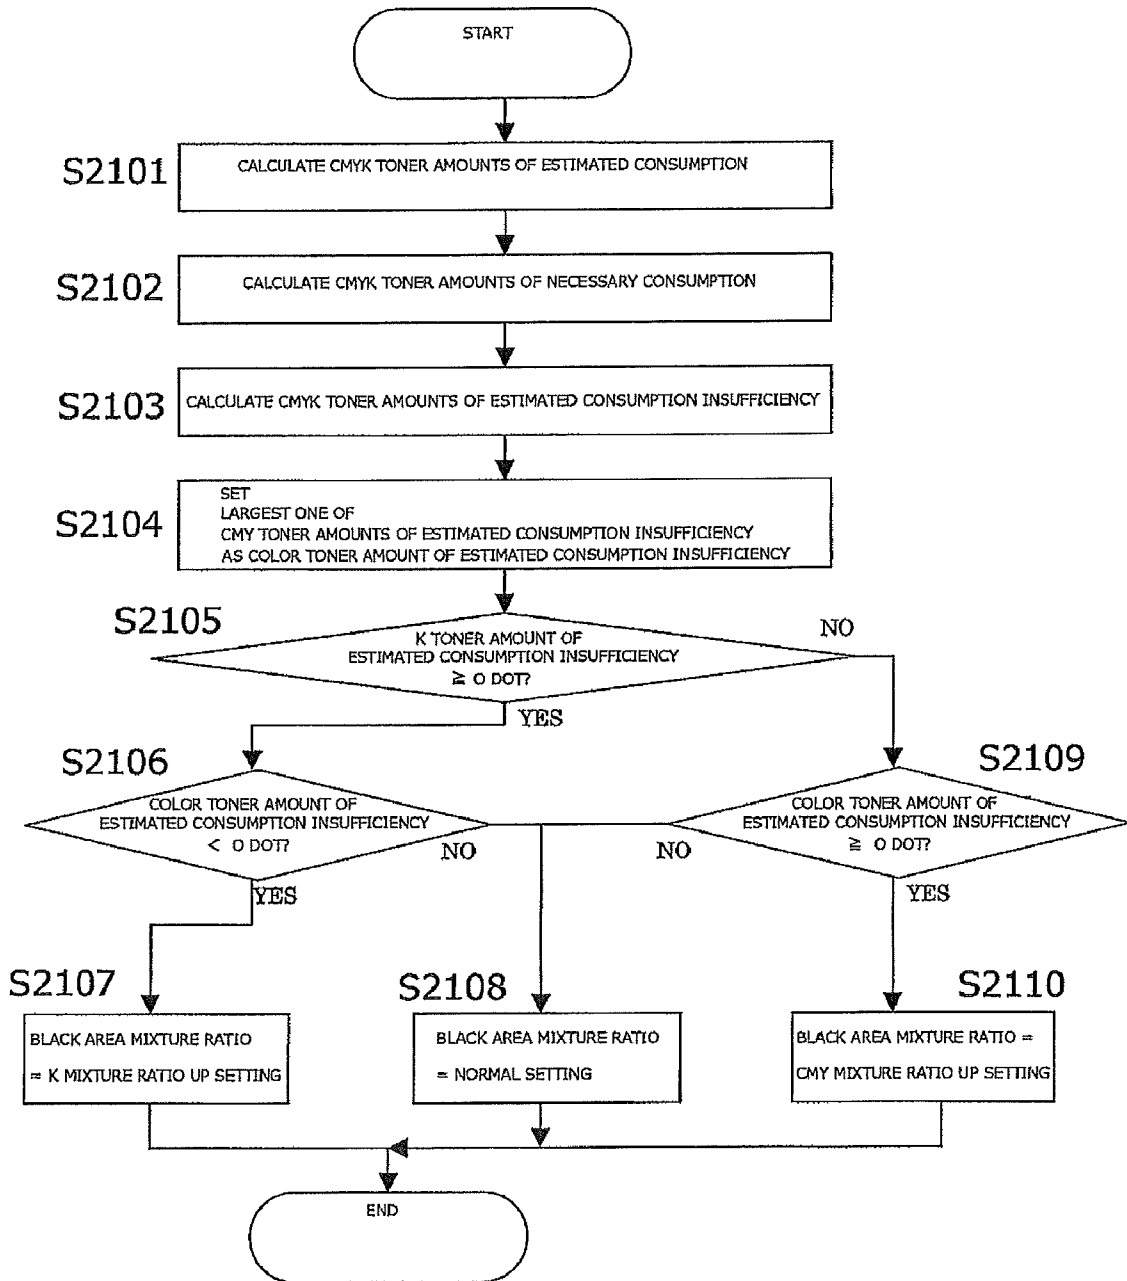 START
S2101
CALCULATE CMYK TONER AMOUNTS OF ESTIMATED CONSUMPTION
S2102
CALCULATE CMYK TONER AMOUNTS OF NECESSARY CONSUMPTION
S2103
CALCULATE CMYK TONER AMOUNTS OF ESTIMATED CONSUMPTION INSUFFICIENCY
S2104
SET
LARGEST ONE OF
CMY TONER AMOUNTS OF ESTIMATED CONSUMPTION INSUFFICIENCY
AS COLOR TONER AMOUNT OF ESTIMATED CONSUMPTION INSUFFICIENCY
S2105
K TONER AMOUNT OF
ESTIMATED CONSUMPTION INSUFFICIENCY
≧ 0 DOT?
NO
YES
S2106
COLOR TONER AMOUNT OF
ESTIMATED CONSUMPTION INSUFFICIENCY
< 0 DOT?
NO
YES
S2109
COLOR TONER AMOUNT OF
ESTIMATED CONSUMPTION INSUFFICIENCY
≧ 0 DOT?
NO
YES
S2107
BLACK AREA MIXTURE RATIO
= K MIXTURE RATIO UP SETTING
S2108
BLACK AREA MIXTURE RATIO
= NORMAL SETTING
S2110
BLACK AREA MIXTURE RATIO =
CMY MIXTURE RATIO UP SETTING
END